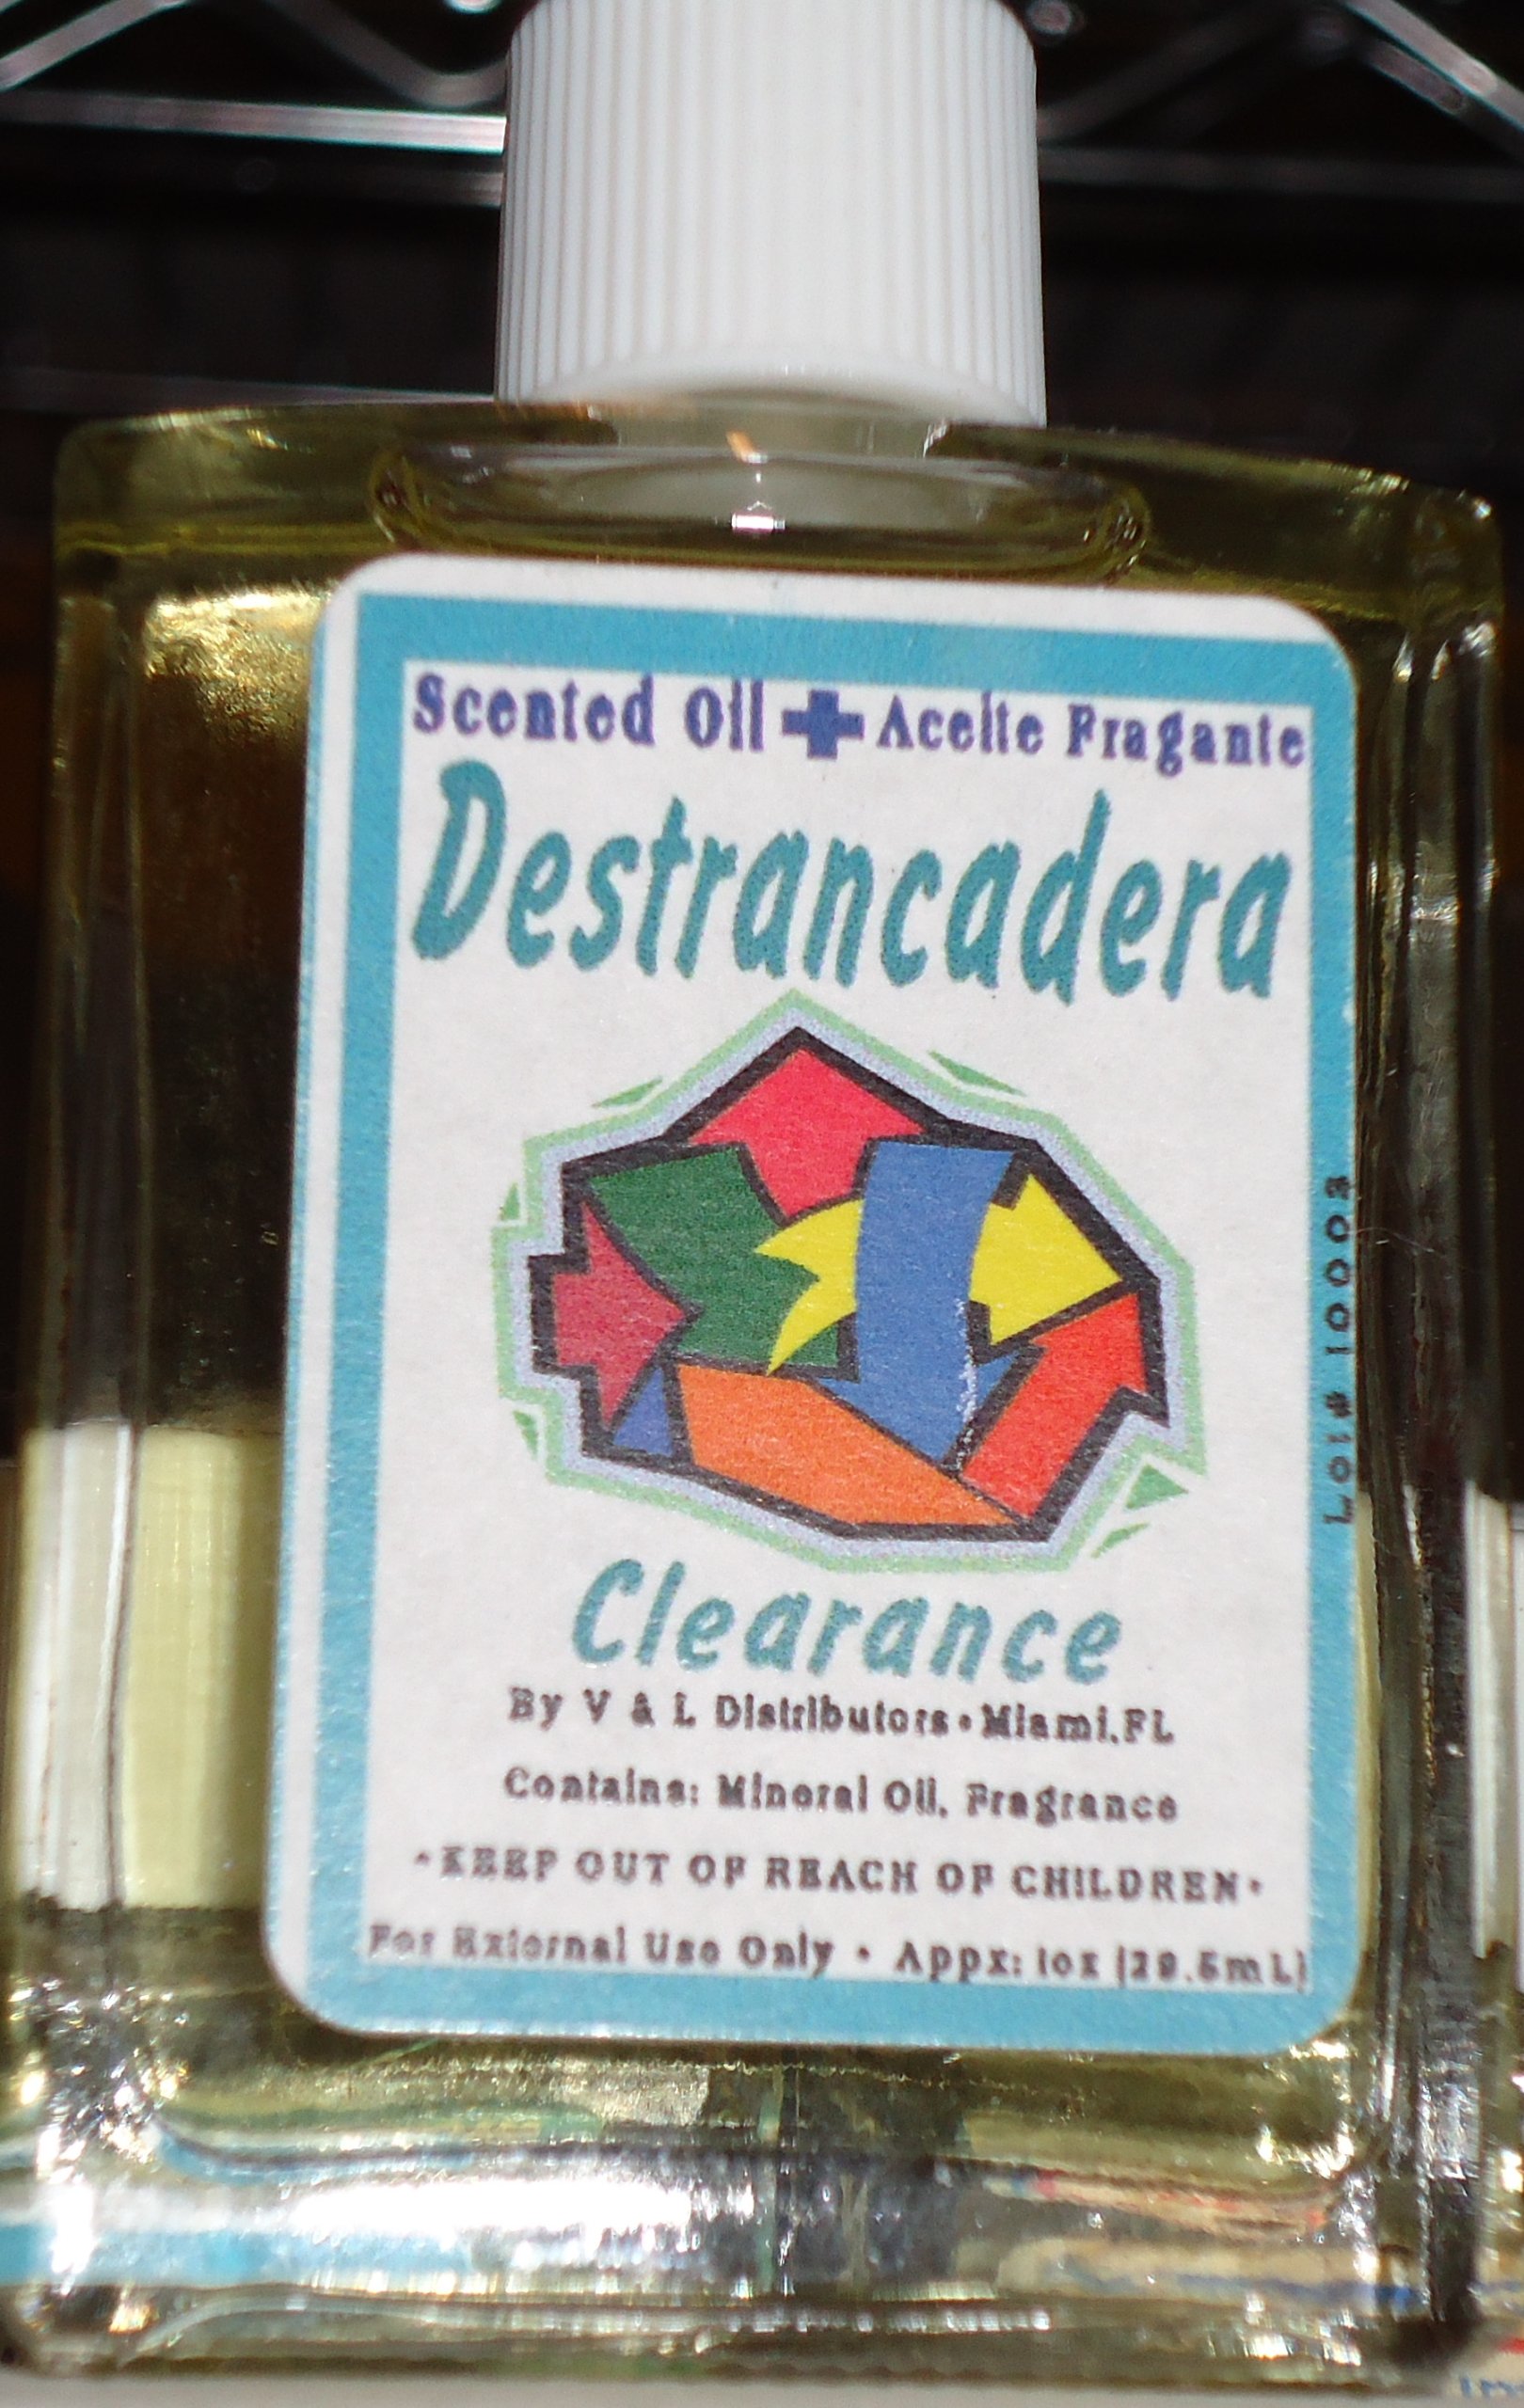 Scented Oil ✚ Aceite Fragante
Destrancadera
Clearance
By V & L Distributors • Miami, FL
Contains: Mineral Oil, Fragrance
•KEEP OUT OF REACH OF CHILDREN•
For External Use Only • Appx: 1oz (29.5mL)
Lot# 10003